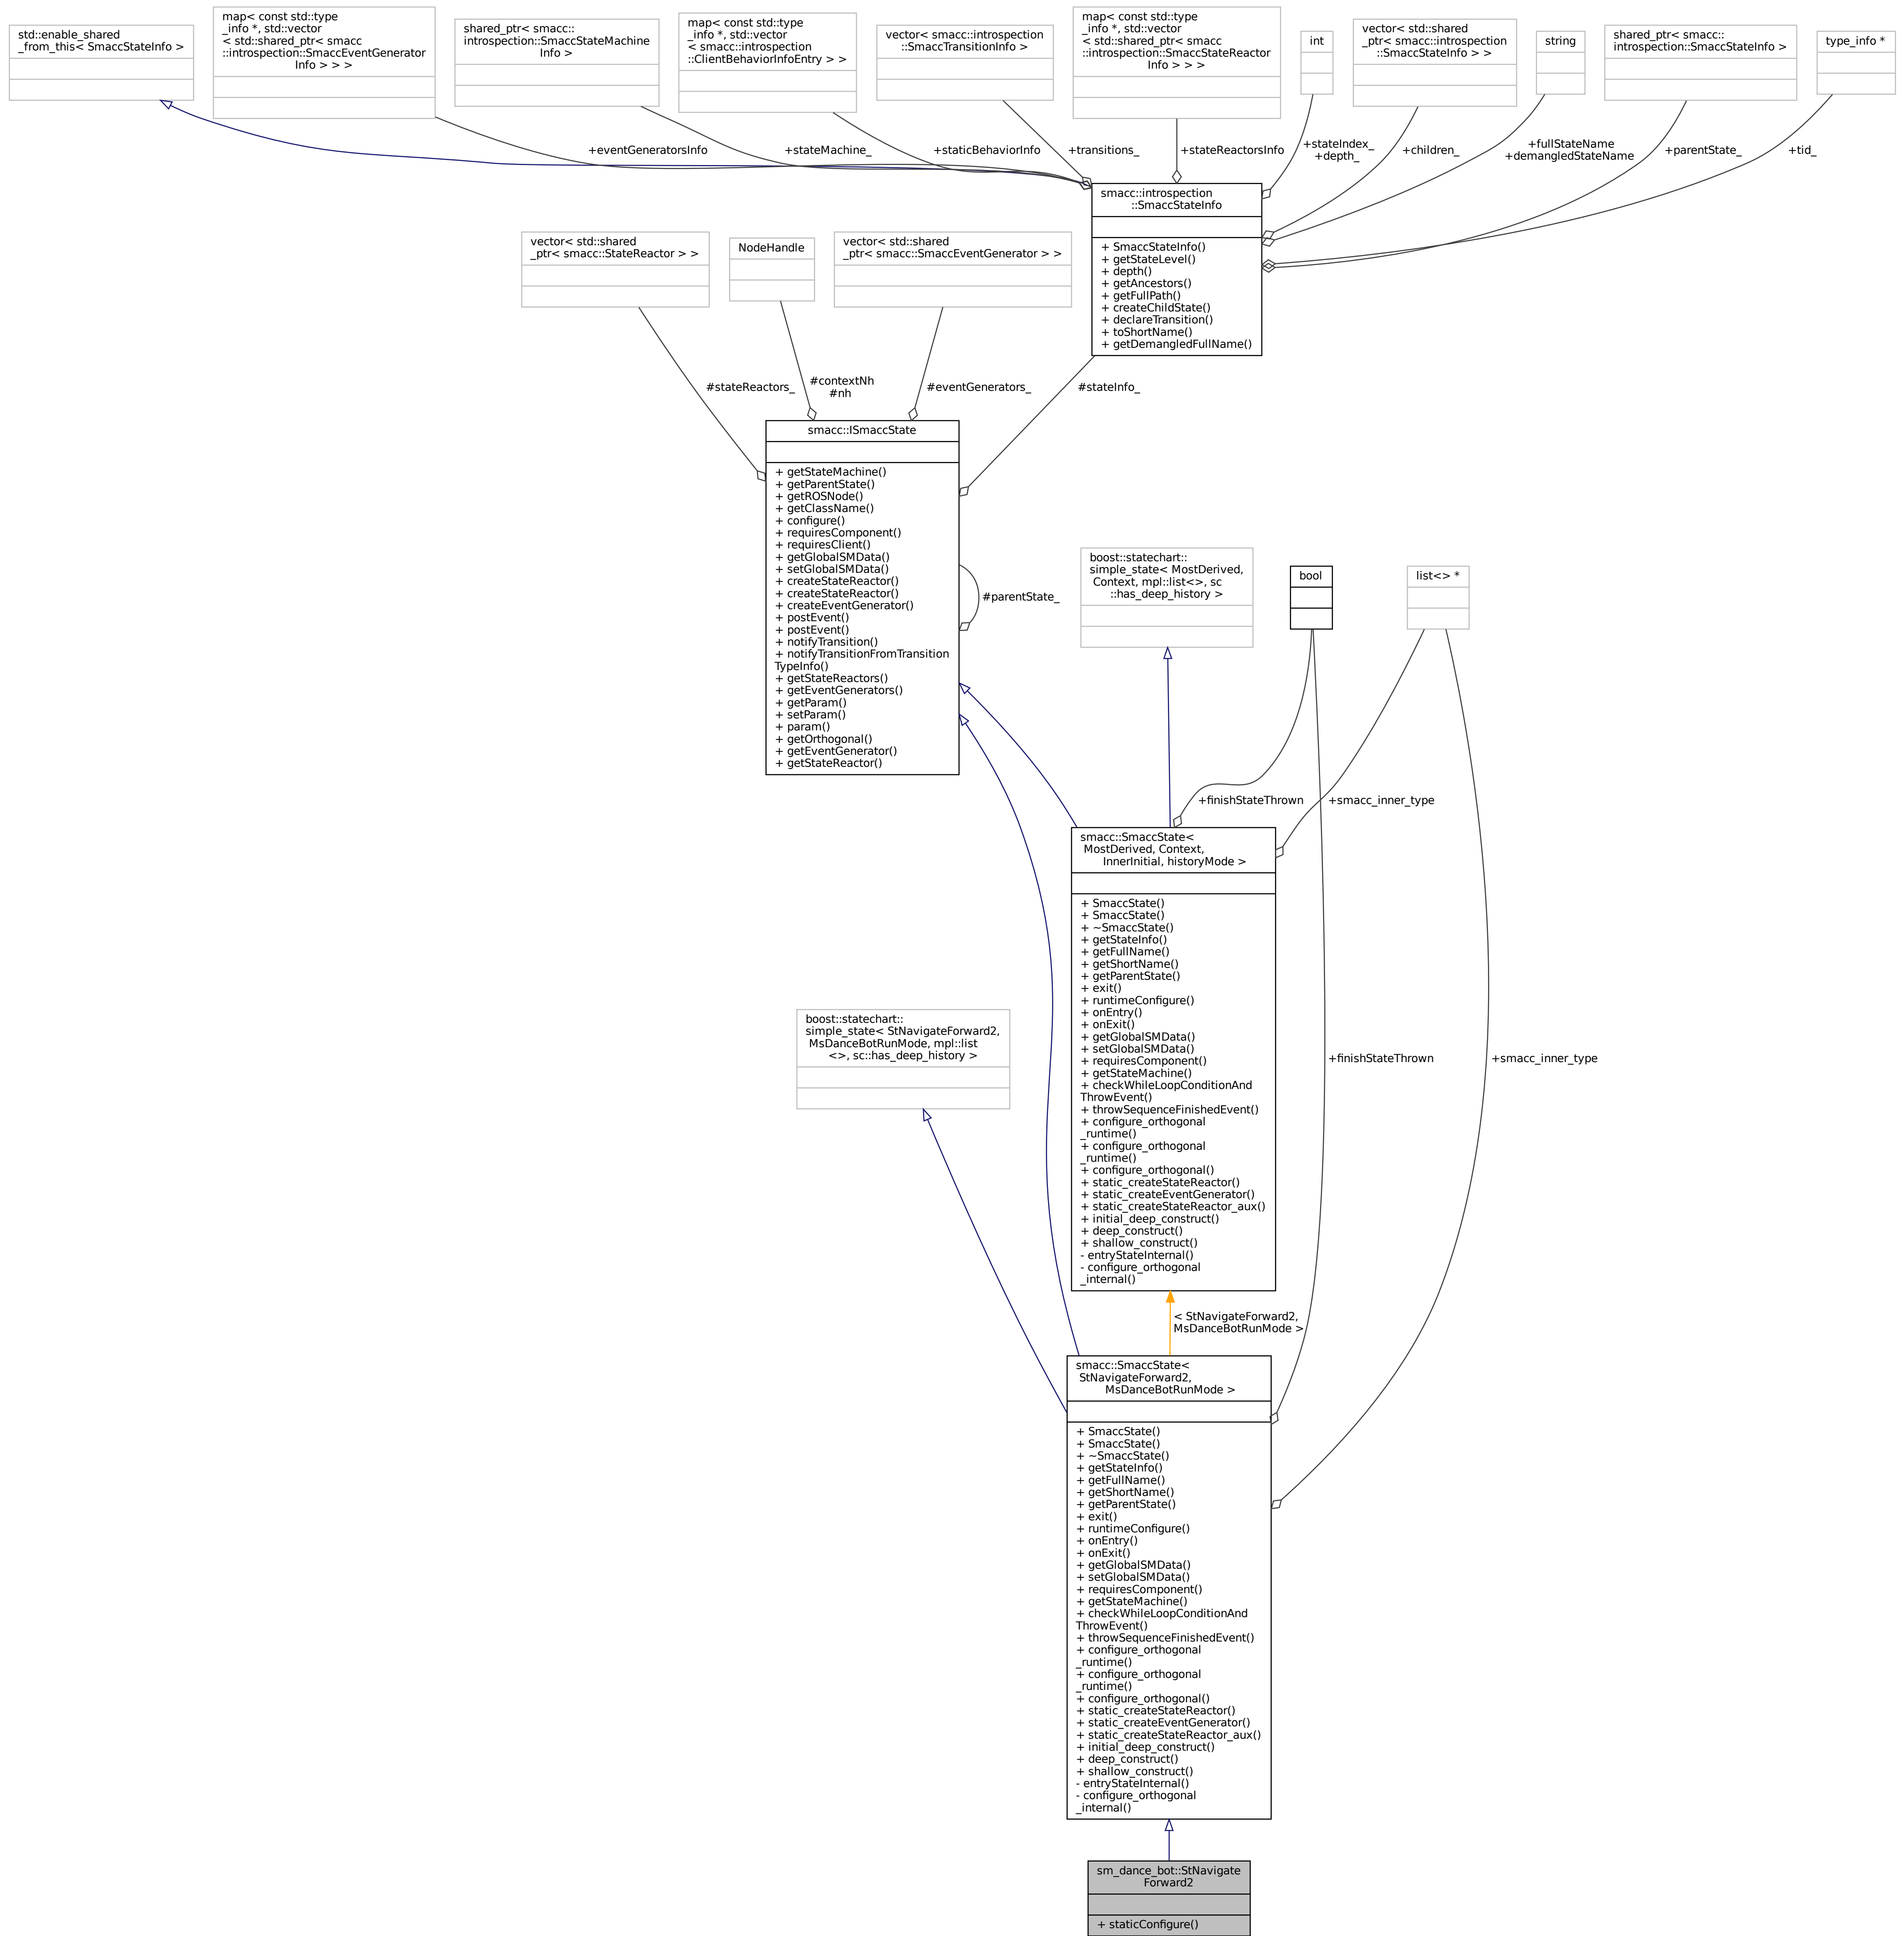 std::enable_shared
_from_this< SmaccStateInfo >
map< const std::type
_info *, std::vector
< std::shared_ptr< smacc
::introspection::SmaccEventGenerator
Info > > >
shared_ptr< smacc::
introspection::SmaccStateMachine
Info >
map< const std::type
_info *, std::vector
< smacc::introspection
::ClientBehaviorInfoEntry > >
vector< smacc::introspection
::SmaccTransitionInfo >
map< const std::type
_info *, std::vector
< std::shared_ptr< smacc
::introspection::SmaccStateReactor
Info > > >
int
vector< std::shared
_ptr< smacc::introspection
::SmaccStateInfo > >
string
shared_ptr< smacc::
introspection::SmaccStateInfo >
type_info *
+eventGeneratorsInfo
+stateMachine_
+staticBehaviorInfo
+transitions_
+stateReactorsInfo
+stateIndex_
+depth_
+children_
+fullStateName
+demangledStateName
+parentState_
+tid_
smacc::introspection
::SmaccStateInfo
+ SmaccStateInfo()
+ getStateLevel()
+ depth()
+ getAncestors()
+ getFullPath()
+ createChildState()
+ declareTransition()
+ toShortName()
+ getDemangledFullName()
vector< std::shared
_ptr< smacc::StateReactor > >
NodeHandle
vector< std::shared
_ptr< smacc::SmaccEventGenerator > >
#stateReactors_
#contextNh
#nh
#eventGenerators_
#stateInfo_
smacc::ISmaccState
+ getStateMachine()
+ getParentState()
+ getROSNode()
+ getClassName()
+ configure()
+ requiresComponent()
+ requiresClient()
+ getGlobalSMData()
+ setGlobalSMData()
+ createStateReactor()
+ createStateReactor()
+ createEventGenerator()
+ postEvent()
+ postEvent()
+ notifyTransition()
+ notifyTransitionFromTransition
TypeInfo()
+ getStateReactors()
+ getEventGenerators()
+ getParam()
+ setParam()
+ param()
+ getOrthogonal()
+ getEventGenerator()
+ getStateReactor()
#parentState_
boost::statechart::
simple_state< MostDerived,
Context, mpl::list<>, sc
::has_deep_history >
bool
list<> *
+finishStateThrown
+smacc_inner_type
smacc::SmaccState<
MostDerived, Context,
InnerInitial, historyMode >
+ SmaccState()
+ SmaccState()
+ ~SmaccState()
+ getStateInfo()
+ getFullName()
+ getShortName()
+ getParentState()
+ exit()
+ runtimeConfigure()
+ onEntry()
+ onExit()
+ getGlobalSMData()
+ setGlobalSMData()
+ requiresComponent()
+ getStateMachine()
+ checkWhileLoopConditionAnd
ThrowEvent()
+ throwSequenceFinishedEvent()
+ configure_orthogonal
_runtime()
+ configure_orthogonal
_runtime()
+ configure_orthogonal()
+ static_createStateReactor()
+ static_createEventGenerator()
+ static_createStateReactor_aux()
+ initial_deep_construct()
+ deep_construct()
+ shallow_construct()
- entryStateInternal()
- configure_orthogonal
_internal()
boost::statechart::
simple_state< StNavigateForward2,
MsDanceBotRunMode, mpl::list
<>, sc::has_deep_history >
+finishStateThrown
+smacc_inner_type
< StNavigateForward2,
MsDanceBotRunMode >
smacc::SmaccState<
StNavigateForward2,
MsDanceBotRunMode >
+ SmaccState()
+ SmaccState()
+ ~SmaccState()
+ getStateInfo()
+ getFullName()
+ getShortName()
+ getParentState()
+ exit()
+ runtimeConfigure()
+ onEntry()
+ onExit()
+ getGlobalSMData()
+ setGlobalSMData()
+ requiresComponent()
+ getStateMachine()
+ checkWhileLoopConditionAnd
ThrowEvent()
+ throwSequenceFinishedEvent()
+ configure_orthogonal
_runtime()
+ configure_orthogonal
_runtime()
+ configure_orthogonal()
+ static_createStateReactor()
+ static_createEventGenerator()
+ static_createStateReactor_aux()
+ initial_deep_construct()
+ deep_construct()
+ shallow_construct()
- entryStateInternal()
- configure_orthogonal
_internal()
sm_dance_bot::StNavigate
Forward2
+ staticConfigure()